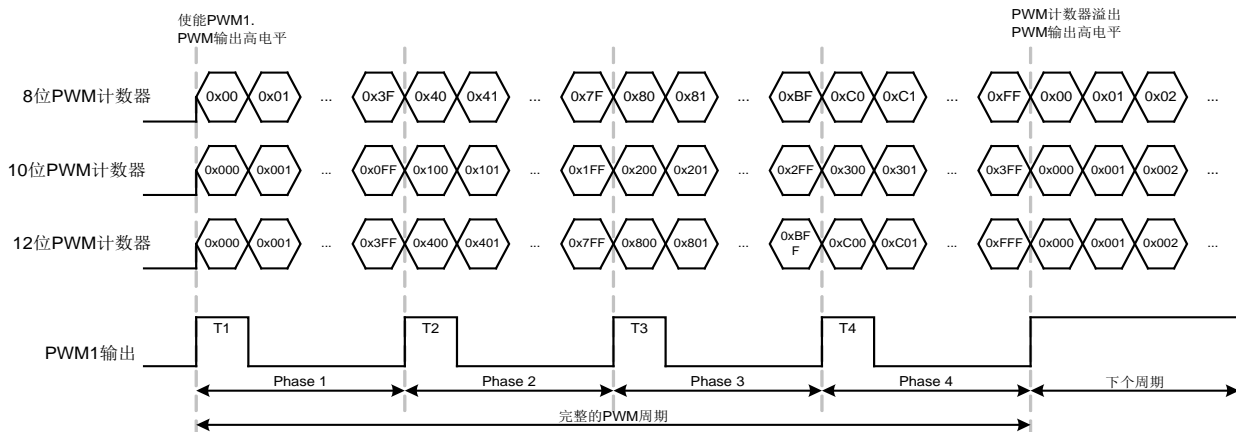 使能PWM1.
PWM输出高电平
PWM计数器溢出
PWM输出高电平
8位PWM计数器 0x00 0x01 ... 0x3F 0x40 0x41 ... 0x7F 0x80 0x81 ... 0xBF 0xC0 0xC1 ... 0xFF 0x00 0x01 0x02 ...
10位PWM计数器 0x000 0x001 ... 0x0FF 0x100 0x101 ... 0x1FF 0x200 0x201 ... 0x2FF 0x300 0x301 ... 0x3FF 0x000 0x001 0x002 ...
12位PWM计数器 0x000 0x001 ... 0x3FF 0x400 0x401 ... 0x7FF 0x800 0x801 ... 0xBF
F 0xC00 0xC01 ... 0xFFF 0x000 0x001 0x002 ...
T1 T2 T3 T4
PWM1输出
Phase 1 Phase 2 Phase 3 Phase 4 下个周期
完整的PWM周期